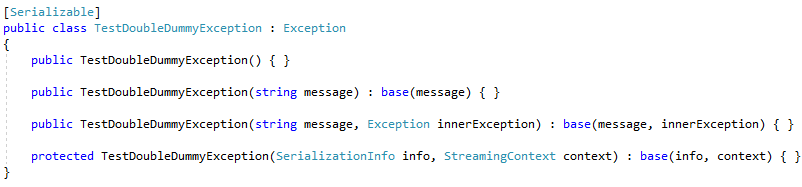 [Serializable]
public class TestDoubleDummyException : Exception
{
public TestDoubleDummyException() { }
public TestDoubleDummyException(string message) : base(message) { }
public TestDoubleDummyException(string message, Exception innerException) : base(message, innerException) { }
protected TestDoubleDummyException(SerializationInfo info, StreamingContext context) : base(info, context) { }
}